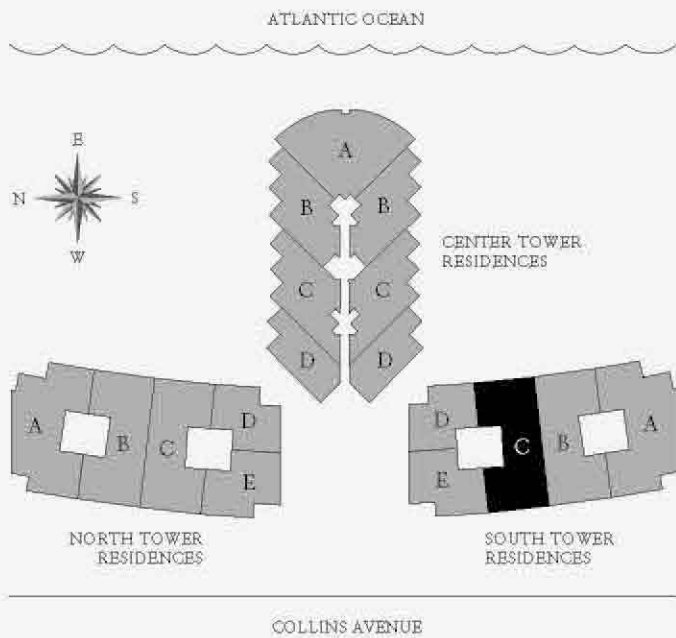 ATLANTIC OCEAN
E
N S
W
A
B B
CENTER TOWER
RESIDENCES
C C
D D
A B C D
E
D C B A
E
NORTH TOWER
RESIDENCES
SOUTH TOWER
RESIDENCES
COLLINS AVENUE